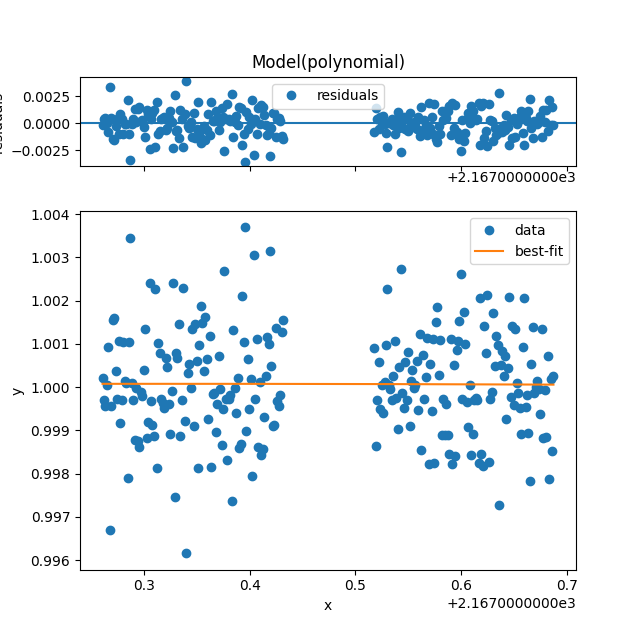 Model(polynomial)
residuals
0.0025
0.0000
−0.0025
+2.1670000000e3
1.004
1.003
1.002
1.001
1.000
0.999
0.998
0.997
0.996
y
data
best-fit
0.3 0.4 0.5 0.6 0.7
x
+2.1670000000e3